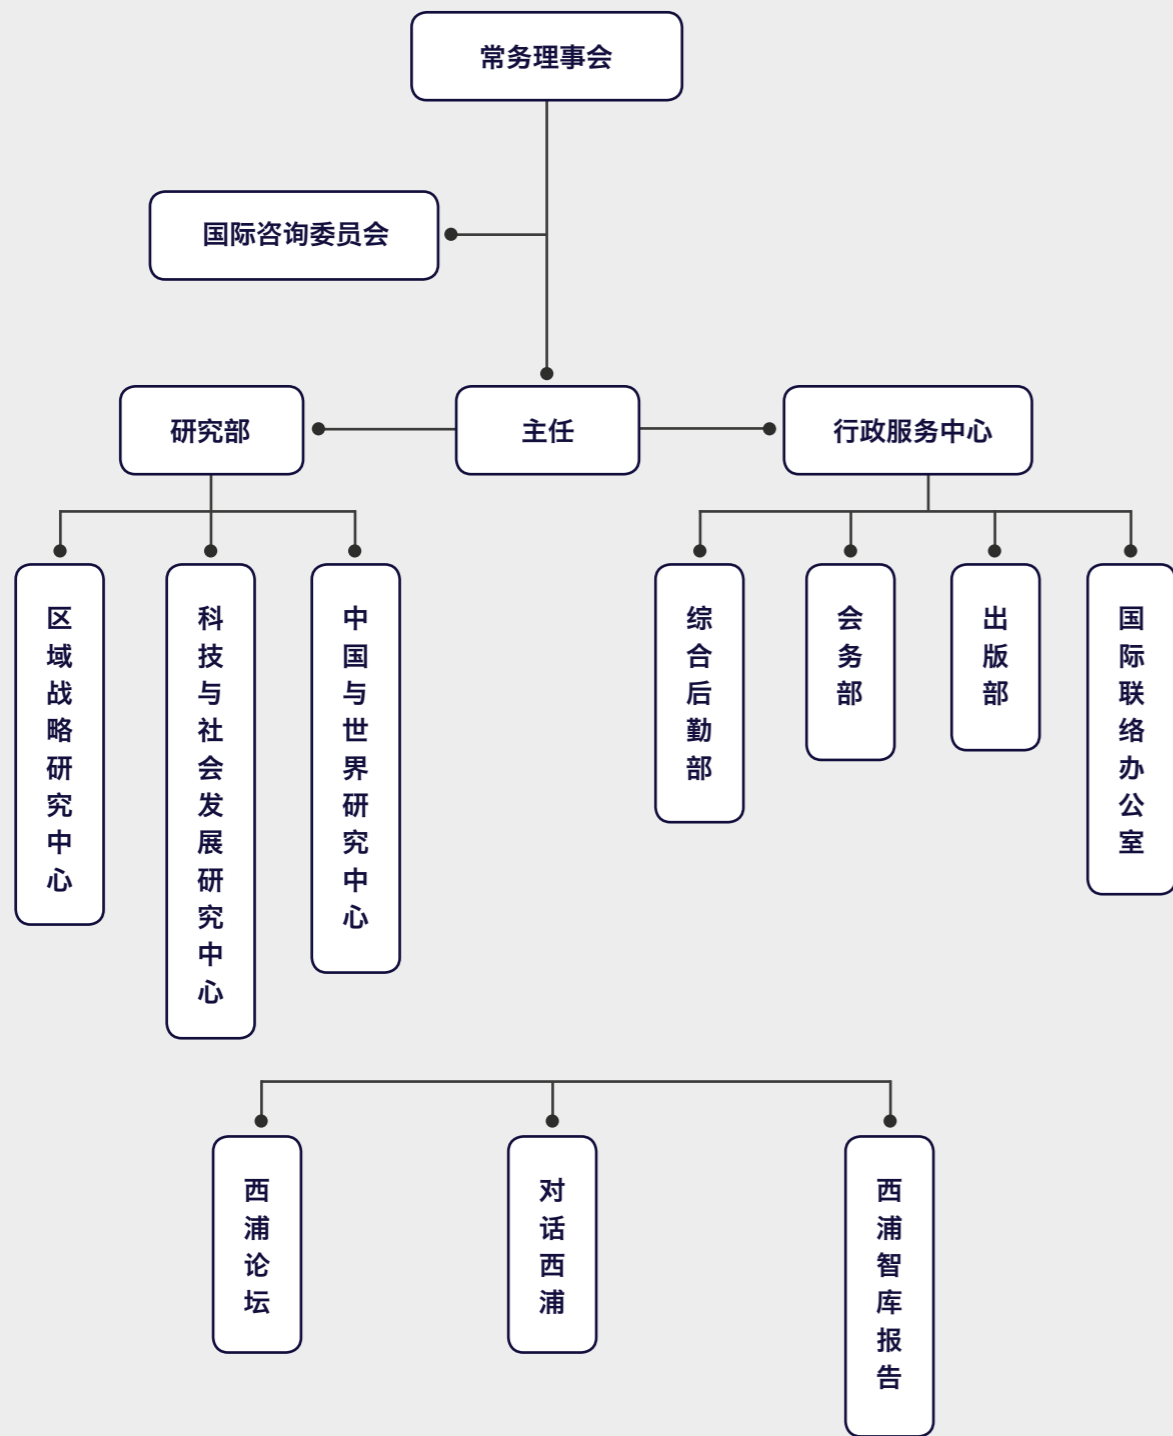 常务理事会
国际咨询委员会
研究部
主任
行政服务中心
区域战略研究中心
科技与社会发展研究中心
中国与世界研究中心
综合后勤部
会务部
出版部
国际联络办公室
西浦论坛
对话西浦
西浦智库报告